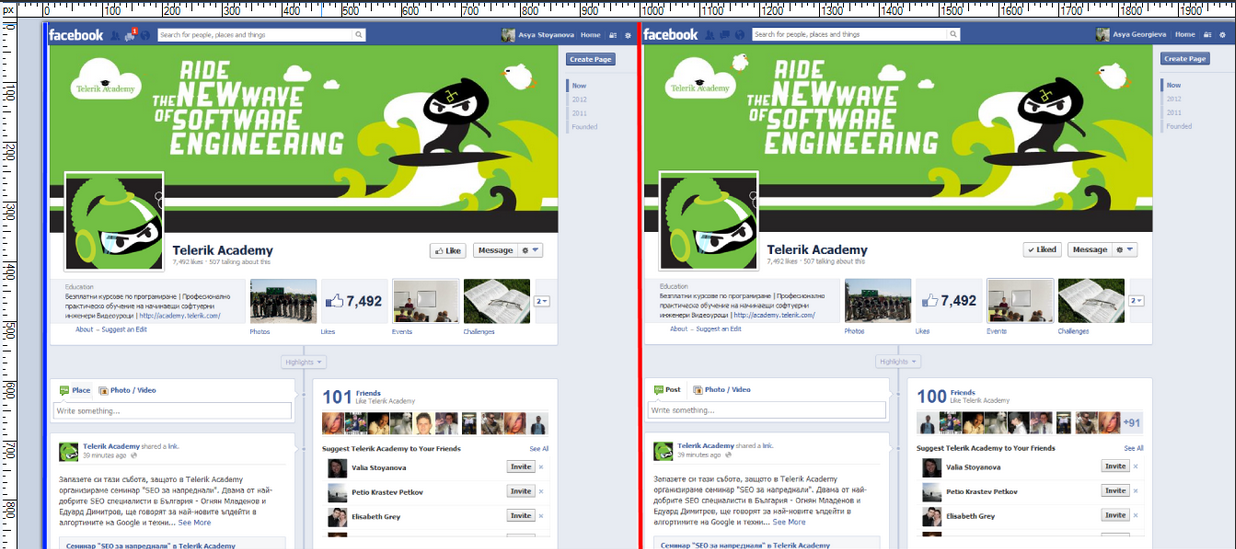 px
0 100 200 300 400 500 600 700 800 900 1000 1100 1200 1300 1400 1500 1600 1700 1800 1900
0
100
200
300
400
500
600
700
800
facebook
1
Search for people, places and things
Asya Stoyanova
Home
Create Page
Now
2012
2011
Founded
Telerik Academy
RIDE
THE NEW WAVE
OF SOFTWARE
ENGINEERING
Telerik Academy
7,492 likes · 507 talking about this
Like
Message
Education
Безплатни курсове по програмиране | Професионално
практическо обучение на начинаещи софтуерни
инженери Видеоуроци | http://academy.telerik.com/
About – Suggest an Edit
7,492
2
Photos
Likes
Events
Challenges
Highlights
Place
Photo / Video
Write something...
101 Friends
Like Telerik Academy
Telerik Academy shared a link.
39 minutes ago
Запазете си тази събота, защото в Telerik Academy
организираме семинар "SEO за напреднали". Двама от най-
добрите SEO специалисти в България - Огнян Младенов и
Едуард Димитров, ще говорят за най-новите ъпдейти в
алгортимите на Google и техни... See More
Семинар "SEO за напреднали" в Telerik Academy
Suggest Telerik Academy to Your Friends
See All
Valia Stoyanova
Invite ×
Petio Krastev Petkov
Invite ×
Elisabeth Grey
Invite ×
facebook
Search for people, places and things
Asya Georgieva
Home
Create Page
Now
2012
2011
Founded
Telerik Academy
RIDE
THE NEW WAVE
OF SOFTWARE
ENGINEERING
Telerik Academy
7,492 likes · 507 talking about this
Liked
Message
Education
Безплатни курсове по програмиране | Професионално
практическо обучение на начинаещи софтуерни
инженери Видеоуроци | http://academy.telerik.com/
About – Suggest an Edit
7,492
2
Photos
Likes
Events
Challenges
Highlights
Post
Photo / Video
Write something...
100 Friends
Like Telerik Academy
+91
Telerik Academy shared a link.
39 minutes ago
Запазете си тази събота, защото в Telerik Academy
организираме семинар "SEO за напреднали". Двама от най-
добрите SEO специалисти в България - Огнян Младенов и
Едуард Димитров, ще говорят за най-новите ъпдейти в
алгортимите на Google и техни... See More
Семинар "SEO за напреднали" в Telerik Academy
Suggest Telerik Academy to Your Friends
See All
Valia Stoyanova
Invite ×
Petio Krastev Petkov
Invite ×
Elisabeth Grey
Invite ×